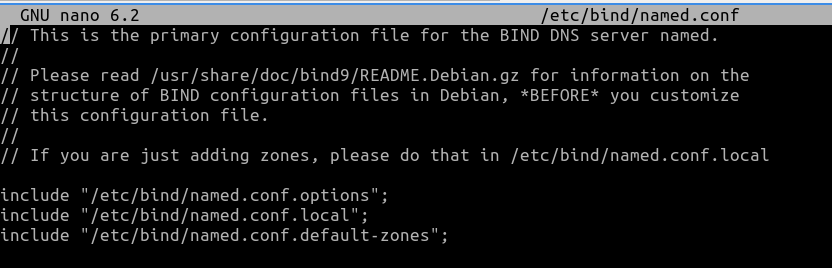 GNU nano 6.2 /etc/bind/named.conf
// This is the primary configuration file for the BIND DNS server named.
//
// Please read /usr/share/doc/bind9/README.Debian.gz for information on the
// structure of BIND configuration files in Debian, *BEFORE* you customize
// this configuration file.
//
// If you are just adding zones, please do that in /etc/bind/named.conf.local
include "/etc/bind/named.conf.options";
include "/etc/bind/named.conf.local";
include "/etc/bind/named.conf.default-zones";